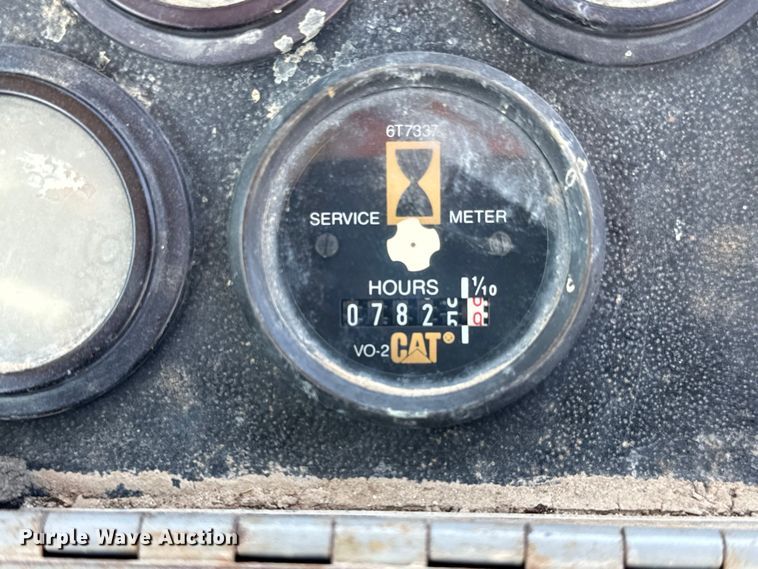 6T7337
SERVICE METER
HOURS 1/10
0782
VO-2 CAT®
Purple Wave Auction